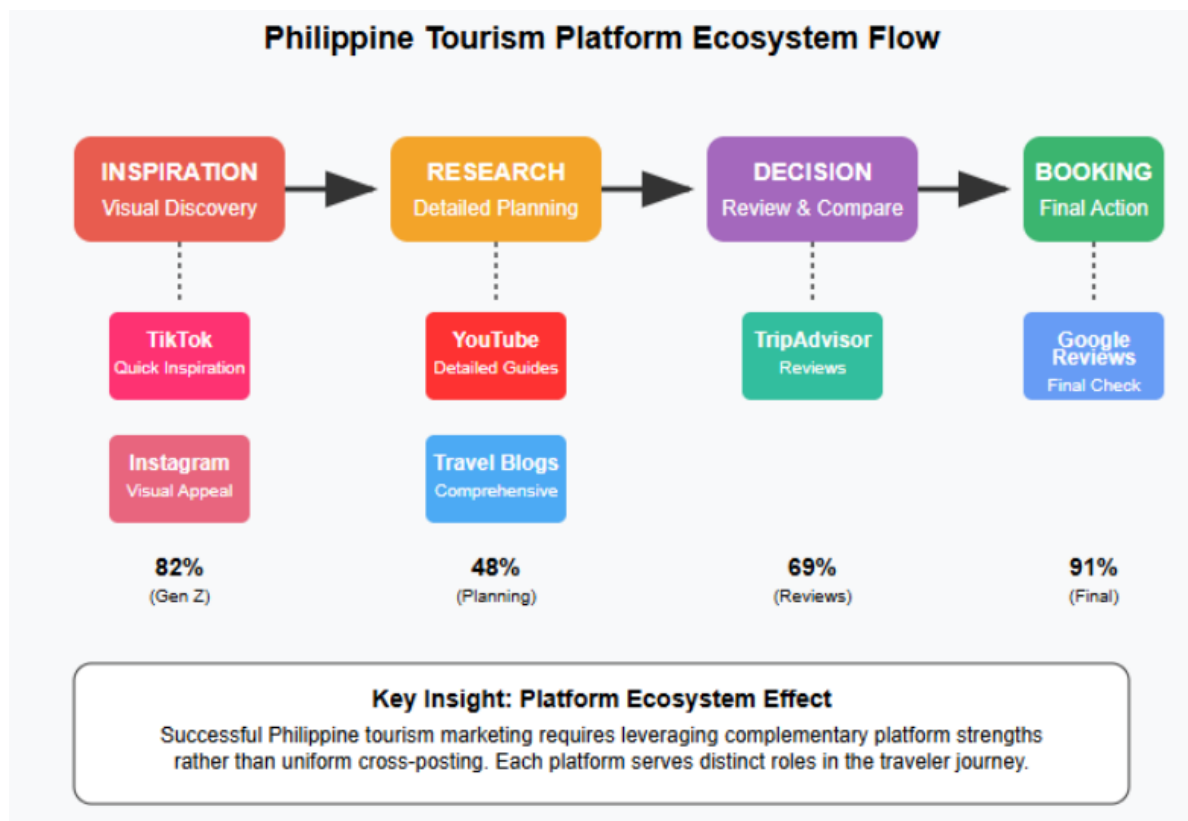 Philippine Tourism Platform Ecosystem Flow
INSPIRATION
Visual Discovery
RESEARCH
Detailed Planning
DECISION
Review & Compare
BOOKING
Final Action
TikTok
Quick Inspiration
YouTube
Detailed Guides
TripAdvisor
Reviews
Google
Reviews
Final Check
Instagram
Visual Appeal
Travel Blogs
Comprehensive
82%
(Gen Z)
48%
(Planning)
69%
(Reviews)
91%
(Final)
Key Insight: Platform Ecosystem Effect
Successful Philippine tourism marketing requires leveraging complementary platform strengths
rather than uniform cross-posting. Each platform serves distinct roles in the traveler journey.